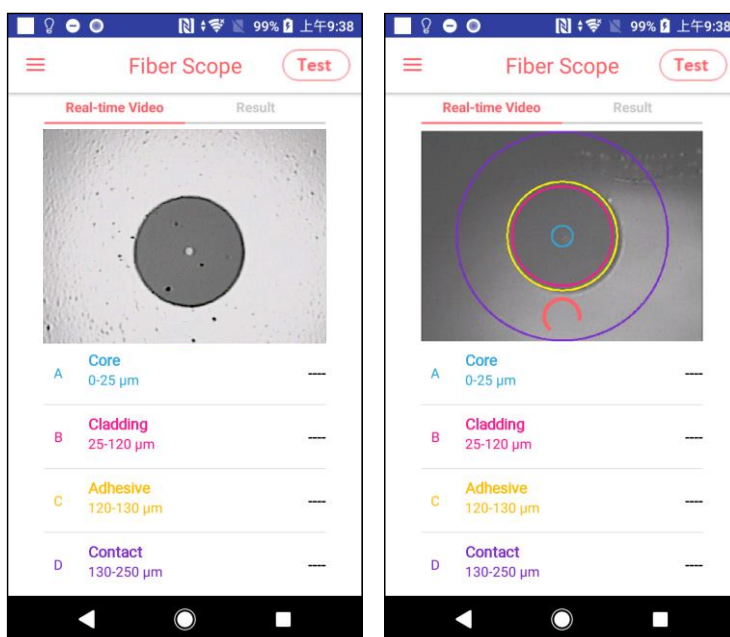 99% 上午9:38
Fiber Scope
Test
Real-time Video
Result
A
Core
0-25 µm
----
B
Cladding
25-120 µm
----
C
Adhesive
120-130 µm
----
D
Contact
130-250 µm
----
99% 上午9:38
Fiber Scope
Test
Real-time Video
Result
A
Core
0-25 µm
----
B
Cladding
25-120 µm
----
C
Adhesive
120-130 µm
----
D
Contact
130-250 µm
----